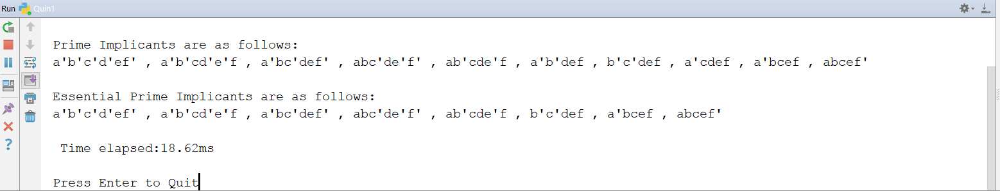 Run Quin1
Prime Implicants are as follows:
a'b'c'd'ef' , a'b'cd'e'f , a'bc'def' , abc'de'f' , ab'cde'f , a'b'def , b'c'def , a'cdef , a'bcef , abcef'
Essential Prime Implicants are as follows:
a'b'c'd'ef' , a'b'cd'e'f , a'bc'def' , abc'de'f' , ab'cde'f , b'c'def , a'bcef , abcef'
Time elapsed:18.62ms
Press Enter to Quit